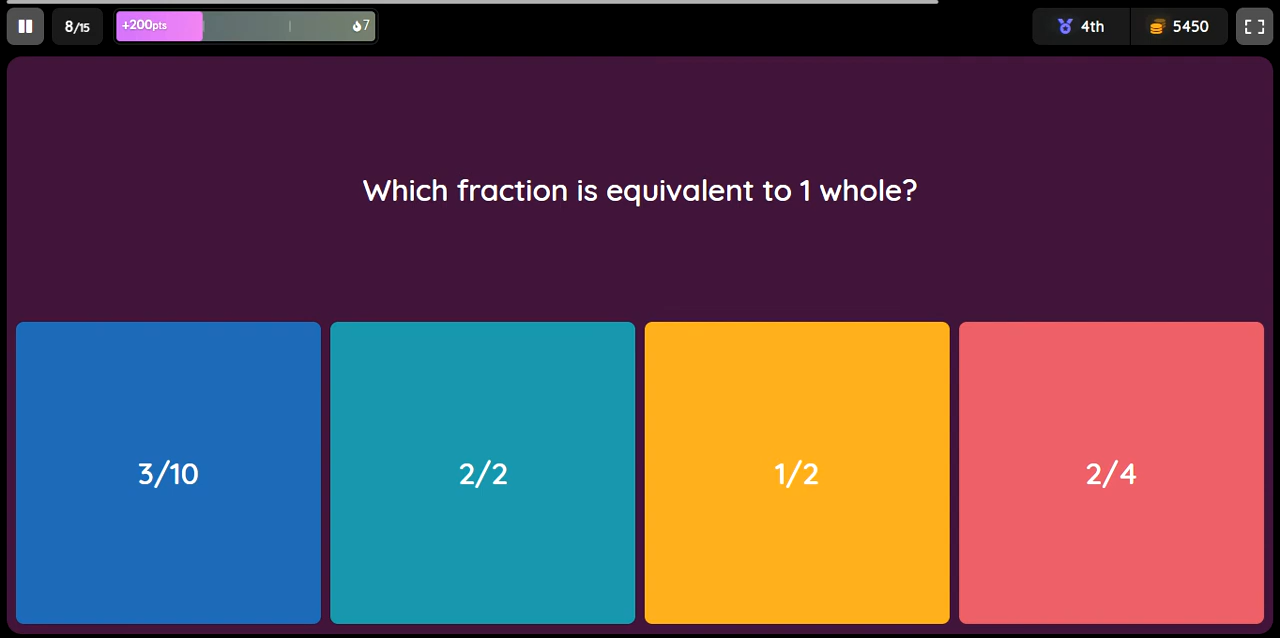 8/15
+200pts
7
4th
5450
Which fraction is equivalent to 1 whole?
3/10
2/2
1/2
2/4